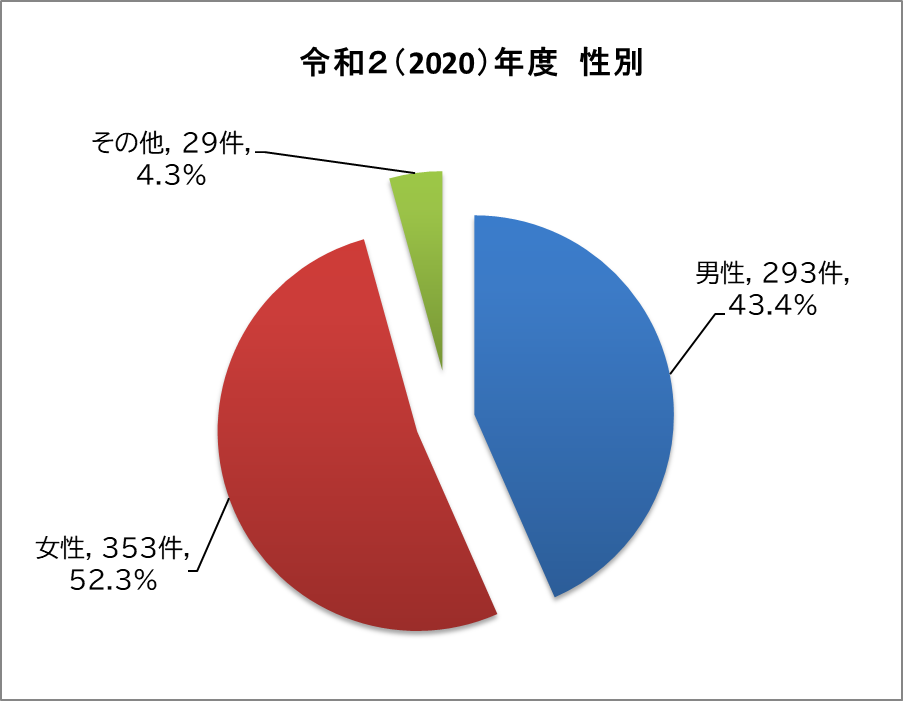 令和２（2020）年度　性別
その他, 29件,
4.3%
男性, 293件,
43.4%
女性, 353件,
52.3%